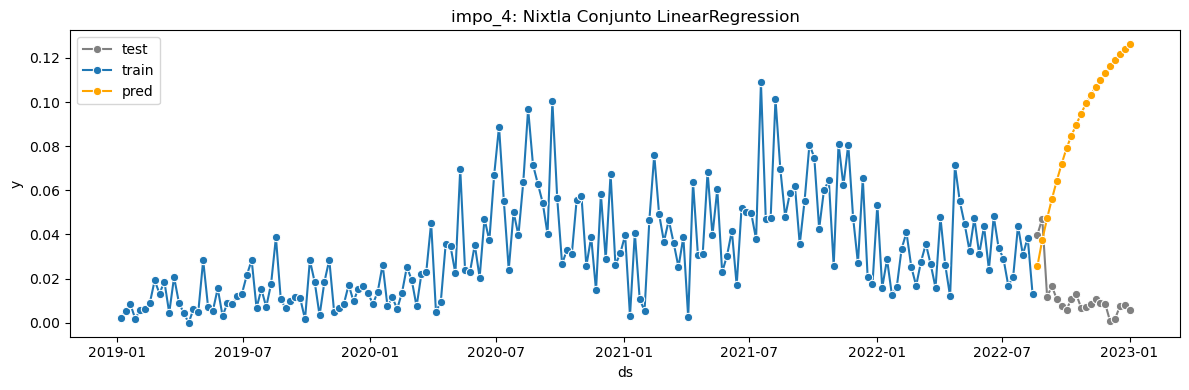 impo_4: Nixtla Conjunto LinearRegression
test
train
pred
0.12
0.10
0.08
0.06
0.04
0.02
0.00
y
2019-01 2019-07 2020-01 2020-07 2021-01 2021-07 2022-01 2022-07 2023-01
ds